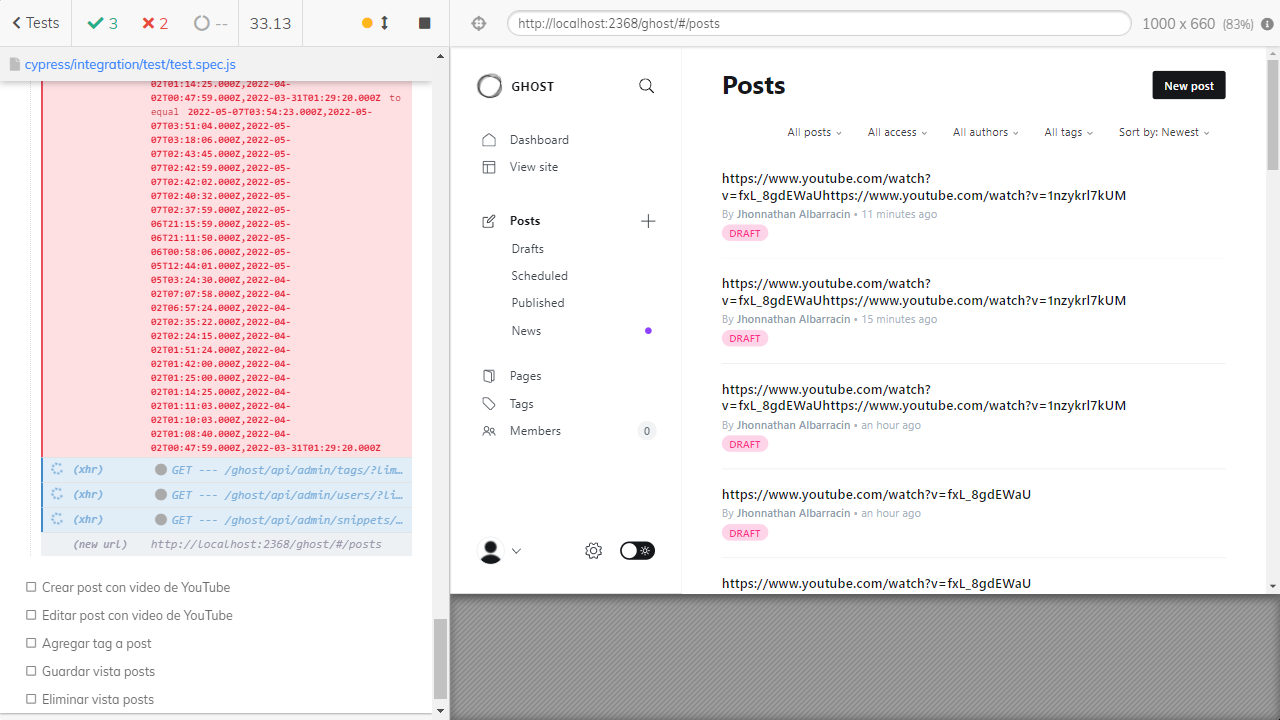 Tests
3
2
--
33.13
http://localhost:2368/ghost/#/posts
1000 x 660 (83%)
cypress/integration/test/test.spec.js
02T01:14:25.000Z,2022-04-
02T00:47:59.000Z,2022-03-31T01:29:20.000Z to
equal 2022-05-07T03:54:23.000Z,2022-05-
07T03:51:04.000Z,2022-05-
07T03:18:06.000Z,2022-05-
07T02:43:45.000Z,2022-05-
07T02:42:59.000Z,2022-05-
07T02:42:02.000Z,2022-05-
07T02:40:32.000Z,2022-05-
07T02:37:59.000Z,2022-05-
06T21:15:59.000Z,2022-05-
06T21:11:50.000Z,2022-05-
06T00:58:06.000Z,2022-05-
05T12:44:01.000Z,2022-05-
05T03:24:30.000Z,2022-04-
02T07:07:58.000Z,2022-04-
02T06:57:24.000Z,2022-04-
02T02:35:22.000Z,2022-04-
02T02:24:15.000Z,2022-04-
02T01:51:24.000Z,2022-04-
02T01:42:00.000Z,2022-04-
02T01:25:00.000Z,2022-04-
02T01:14:25.000Z,2022-04-
02T01:11:03.000Z,2022-04-
02T01:10:03.000Z,2022-04-
02T01:08:40.000Z,2022-04-
02T00:47:59.000Z,2022-03-31T01:29:20.000Z
(xhr) GET --- /ghost/api/admin/tags/?lim…
(xhr) GET --- /ghost/api/admin/users/?li…
(xhr) GET --- /ghost/api/admin/snippets/…
(new url) http://localhost:2368/ghost/#/posts
Crear post con video de YouTube
Editar post con video de YouTube
Agregar tag a post
Guardar vista posts
Eliminar vista posts
GHOST
Dashboard
View site
Posts
Drafts
Scheduled
Published
News
Pages
Tags
Members 0
Posts
New post
All posts
All access
All authors
All tags
Sort by: Newest
https://www.youtube.com/watch?
v=fxL_8gdEWaUhttps://www.youtube.com/watch?v=1nzykrl7kUM
By Jhonnathan Albarracin • 11 minutes ago
DRAFT
https://www.youtube.com/watch?
v=fxL_8gdEWaUhttps://www.youtube.com/watch?v=1nzykrl7kUM
By Jhonnathan Albarracin • 15 minutes ago
DRAFT
https://www.youtube.com/watch?
v=fxL_8gdEWaUhttps://www.youtube.com/watch?v=1nzykrl7kUM
By Jhonnathan Albarracin • an hour ago
DRAFT
https://www.youtube.com/watch?v=fxL_8gdEWaU
By Jhonnathan Albarracin • an hour ago
DRAFT
https://www.youtube.com/watch?v=fxL_8gdEWaU